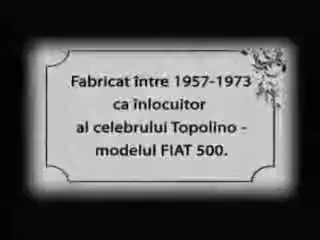 Fabricat între 1957-1973
ca înlocuitor
al celebrului Topolino -
modelul FIAT 500.